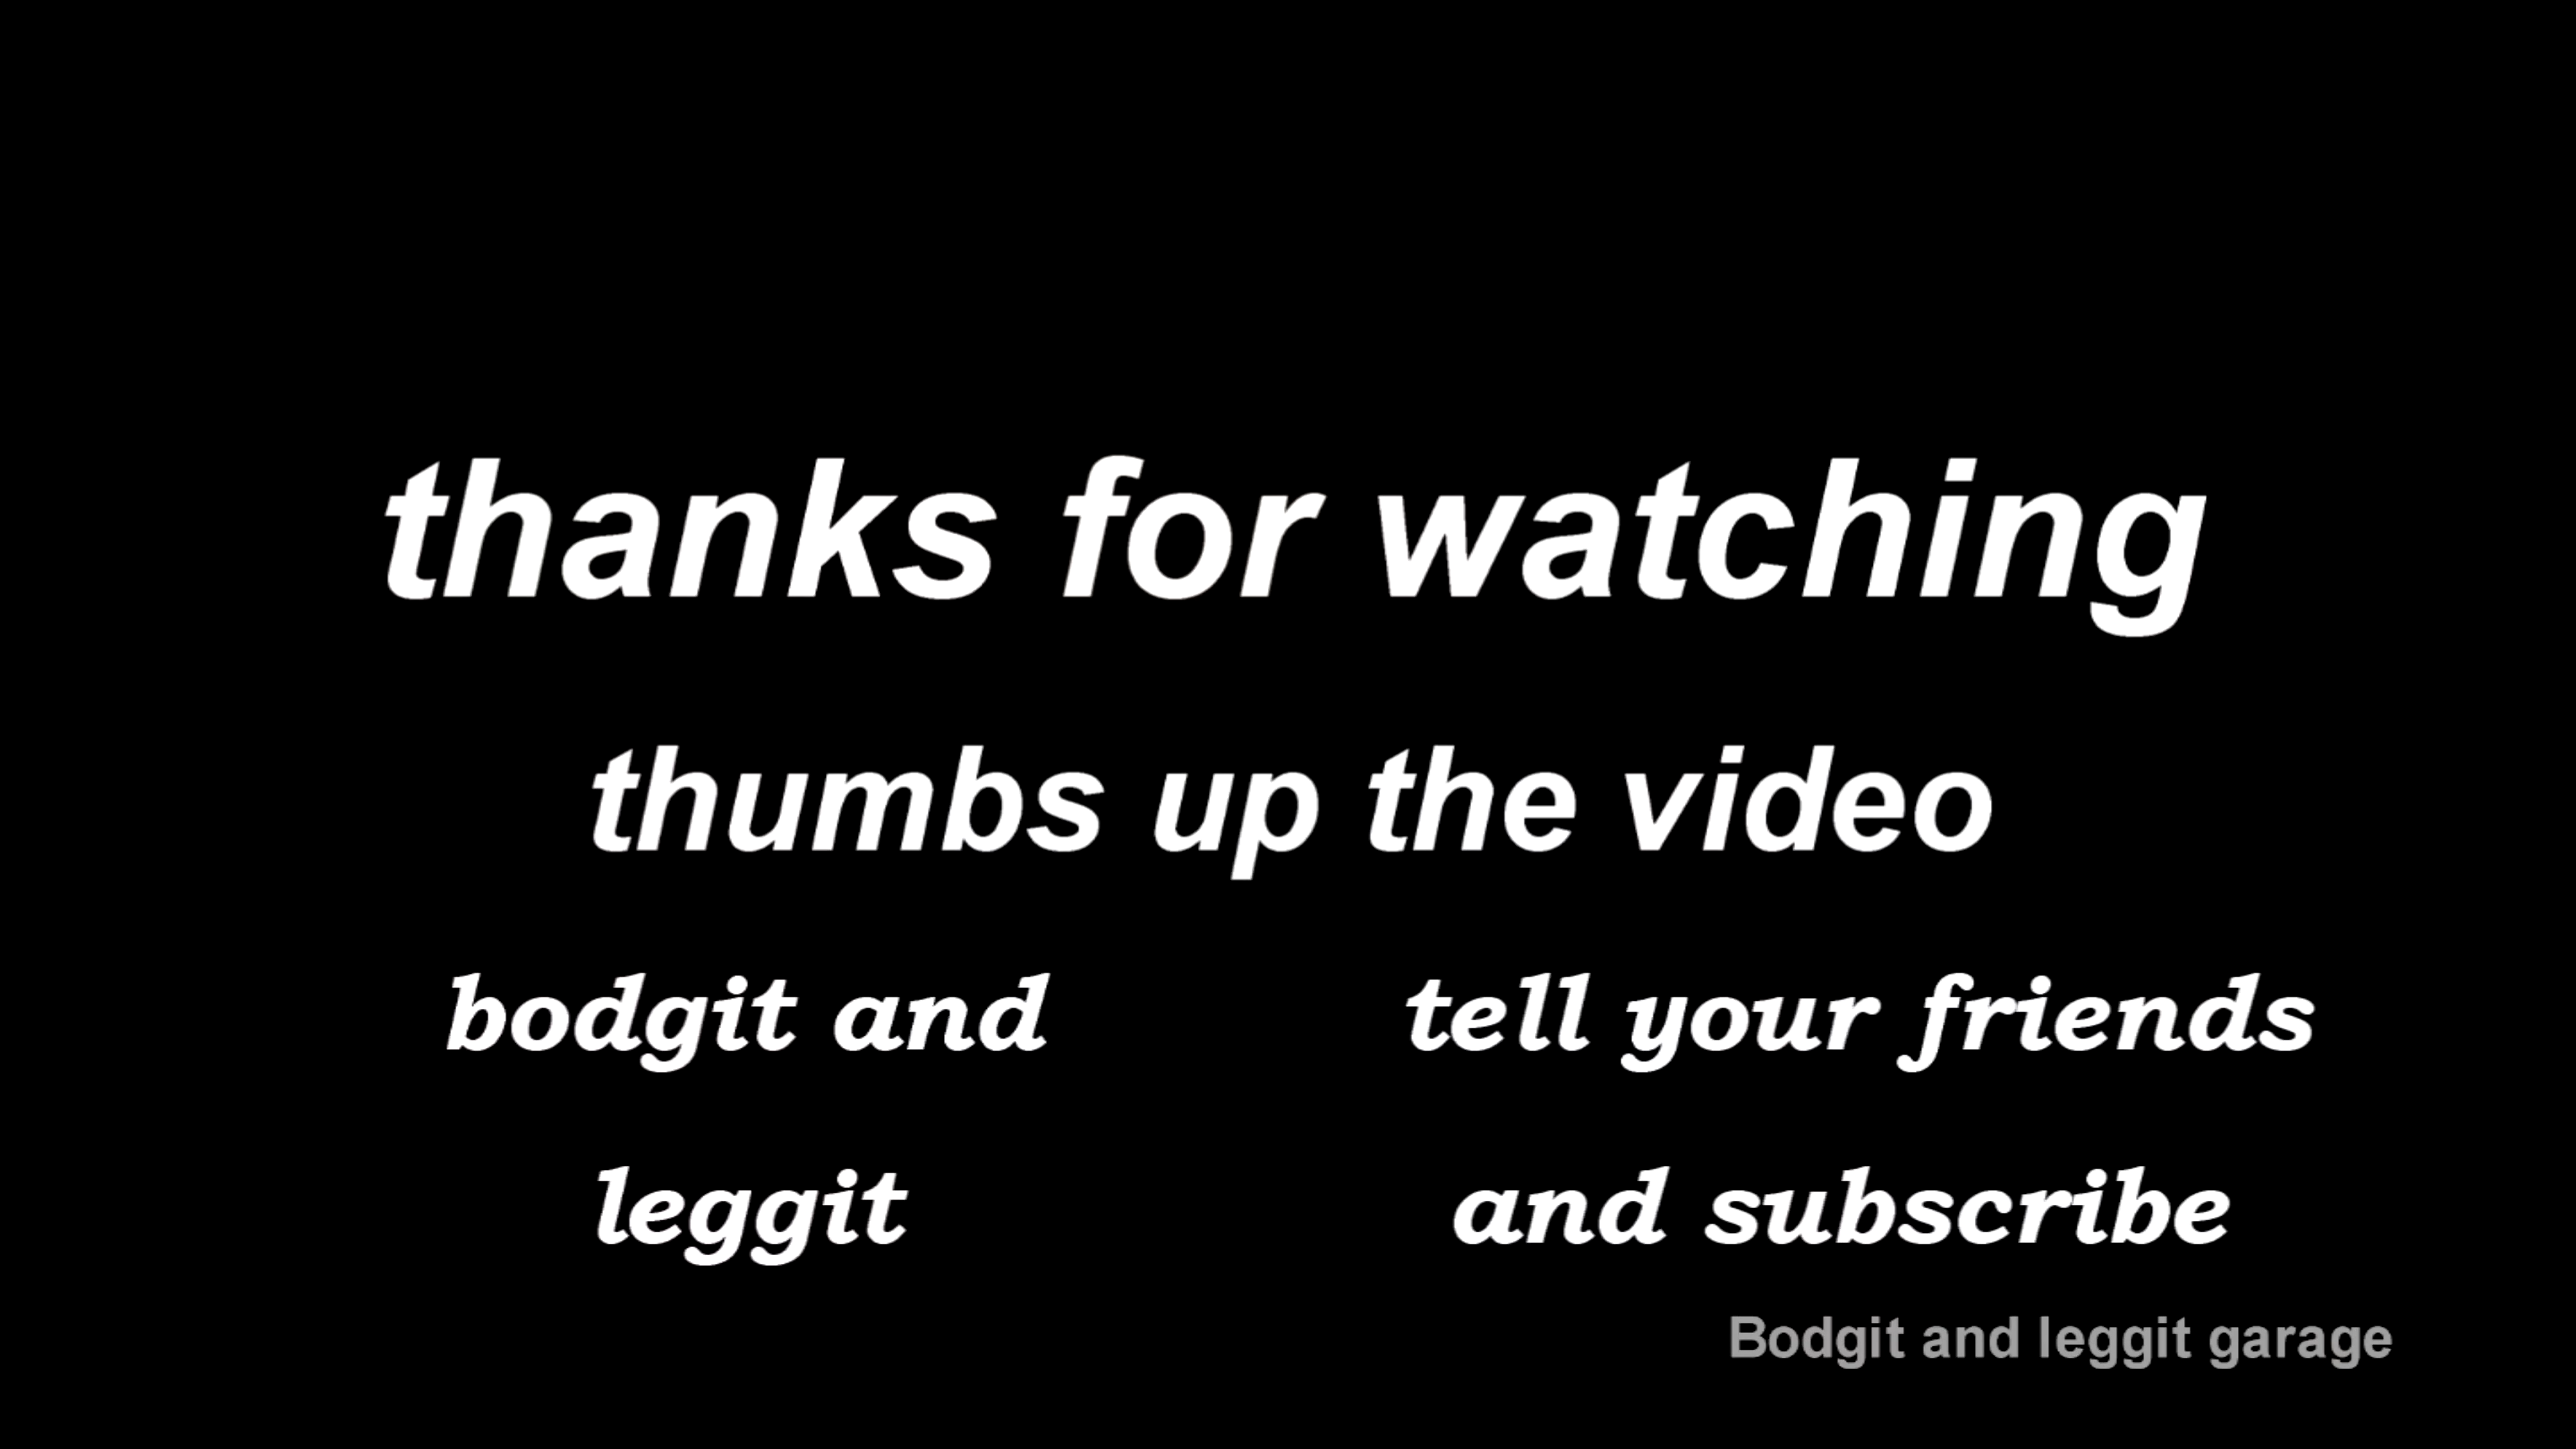 thanks for watching
thumbs up the video
bodgit and
leggit
tell your friends
and subscribe
Bodgit and leggit garage